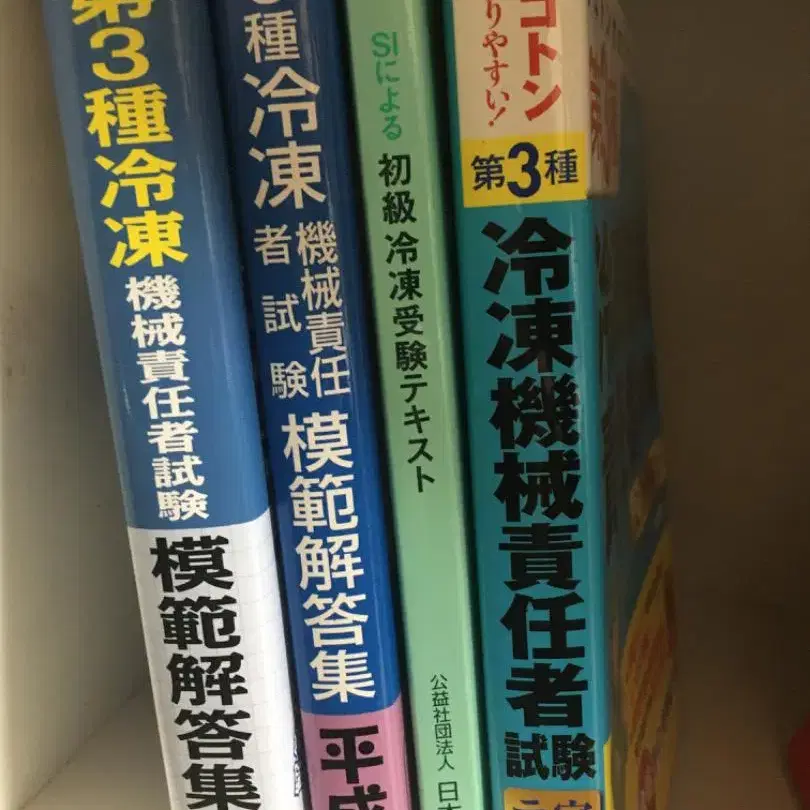 第3種冷凍
機械責任者試験
模範解答集
種冷凍
機械責任
者試験
模範解答集
平成
SIによる
初級 冷凍受験テキスト
公益社団法人 日本
コトン
りやすい!
第3種
冷凍機械責任者
試験